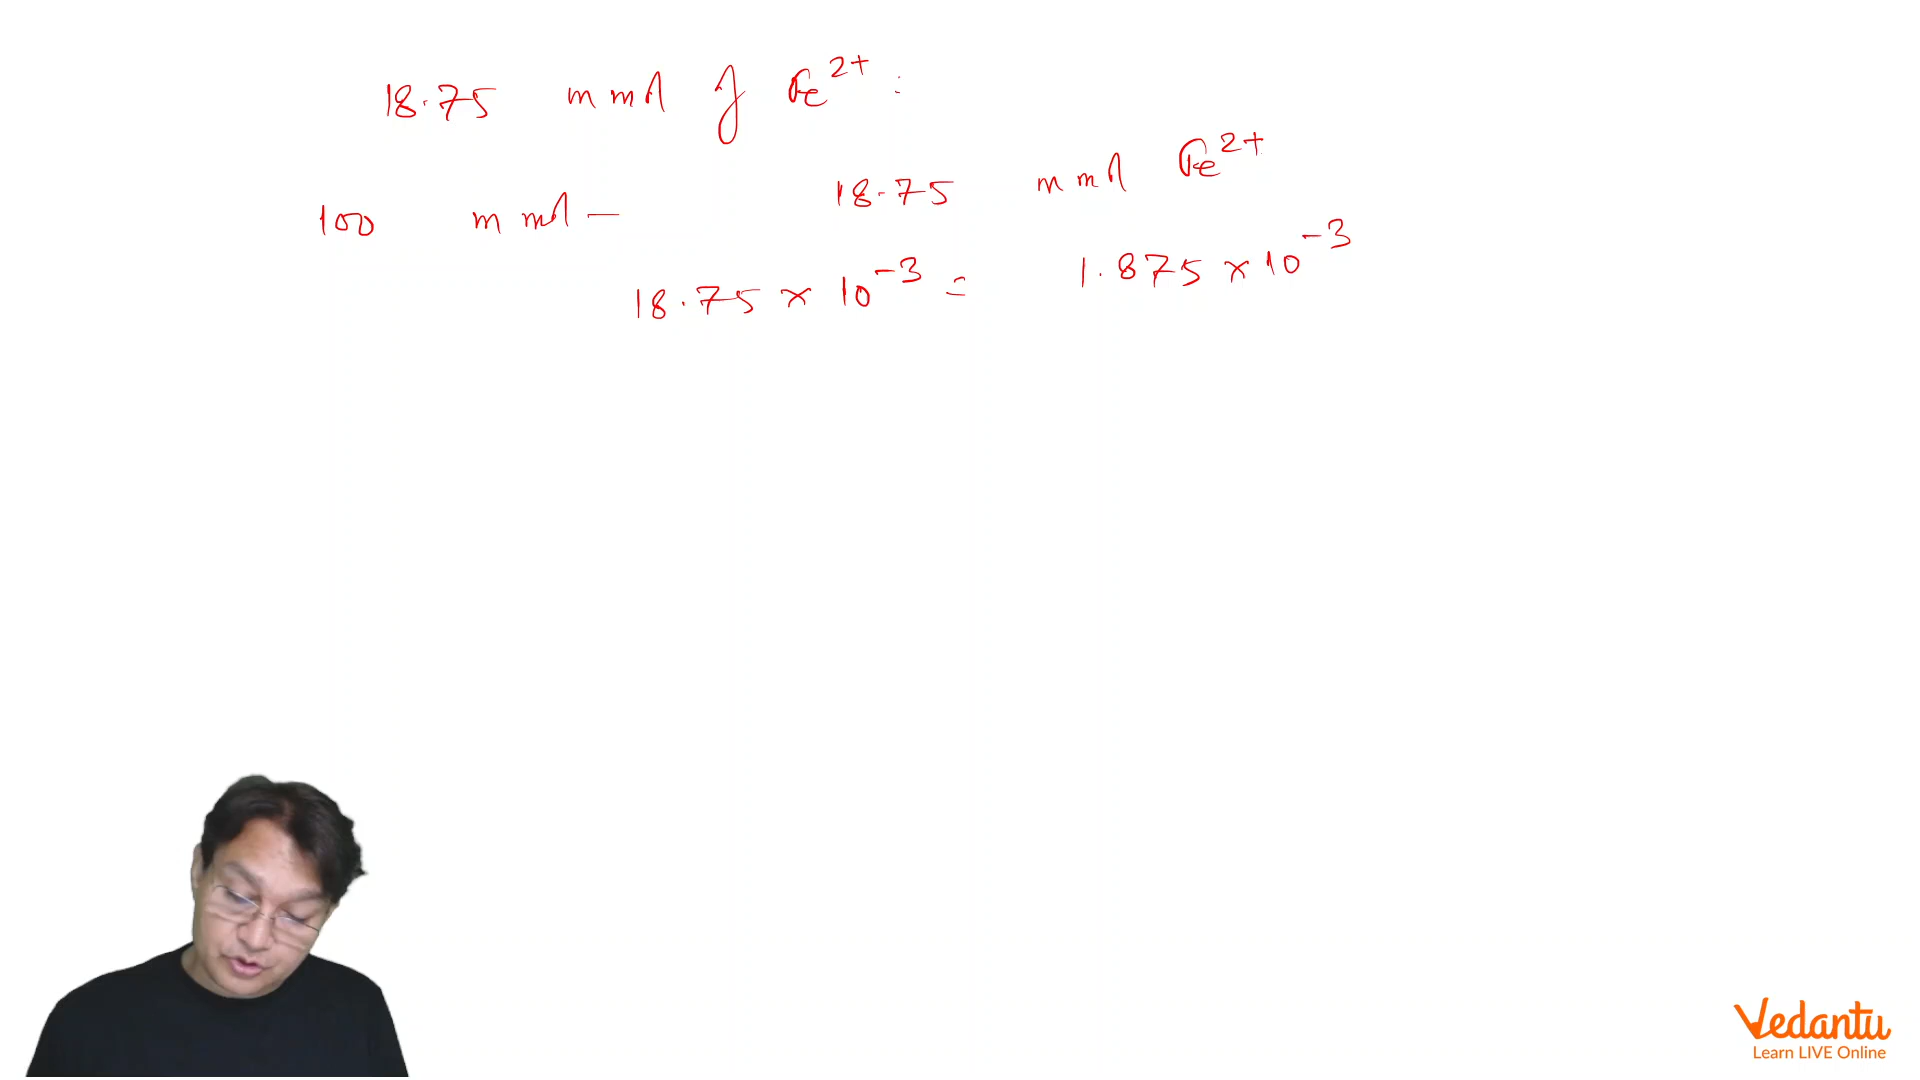 18.75 mmol of Fe²⁺ :
100 mmol – 18.75 mmol Fe²⁺
18.75 × 10⁻³ = 1.875 × 10⁻³
Vedantu
Learn LIVE Online